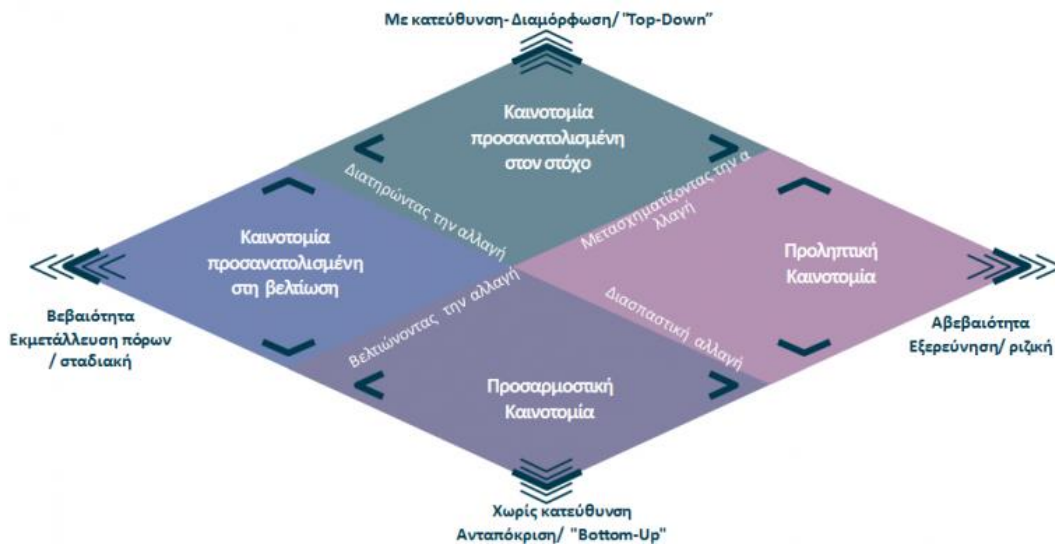 Με κατεύθυνση- Διαμόρφωση/ "Top-Down”
Καινοτομία
προσανατολισμένη
στον στόχο
Διατηρώντας την αλλαγή
Μετασχηματίζοντας την α
λλαγή
Καινοτομία
προσανατολισμένη
στη βελτίωση
Προληπτική
Καινοτομία
Βεβαιότητα
Εκμετάλλευση πόρων
/ σταδιακή
Αβεβαιότητα
Εξερεύνηση/ ριζική
Βελτιώνοντας την αλλαγή
Διασπαστική αλλαγή
Προσαρμοστική
Καινοτομία
Χωρίς κατεύθυνση
Ανταπόκριση/ "Bottom-Up"